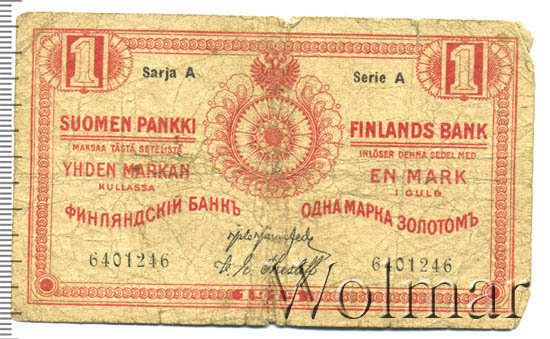 1 1
Sarja A Serie A
SUOMEN PANKKI FINLANDS BANK
MAKSAA TÄSTÄ SETELISTÄ INLÖSER DENNA SEDEL MED
YHDEN MARKAN EN MARK
KULLASSA I GULD
ФИНЛЯНДСКІЙ БАНКЪ ОДНА МАРКА ЗОЛОТОМЪ
6401246 6401246
Wolmar